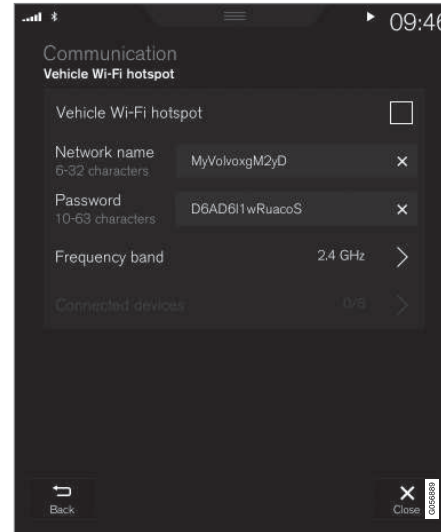 09:46
Communication
Vehicle Wi-Fi hotspot
Vehicle Wi-Fi hotspot
Network name
6-32 characters
MyVolvoxgM2yD
Password
10-63 characters
D6AD6l1wRuacoS
Frequency band
2.4 GHz
Connected devices
0/8
Back
Close
G056889